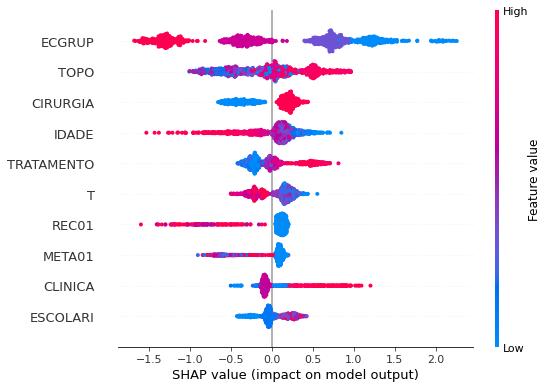 High
ECGRUP
TOPO
CIRURGIA
IDADE
TRATAMENTO
T
REC01
META01
CLINICA
ESCOLARI
Feature value
Low
−1.5 −1.0 −0.5 0.0 0.5 1.0 1.5 2.0
SHAP value (impact on model output)